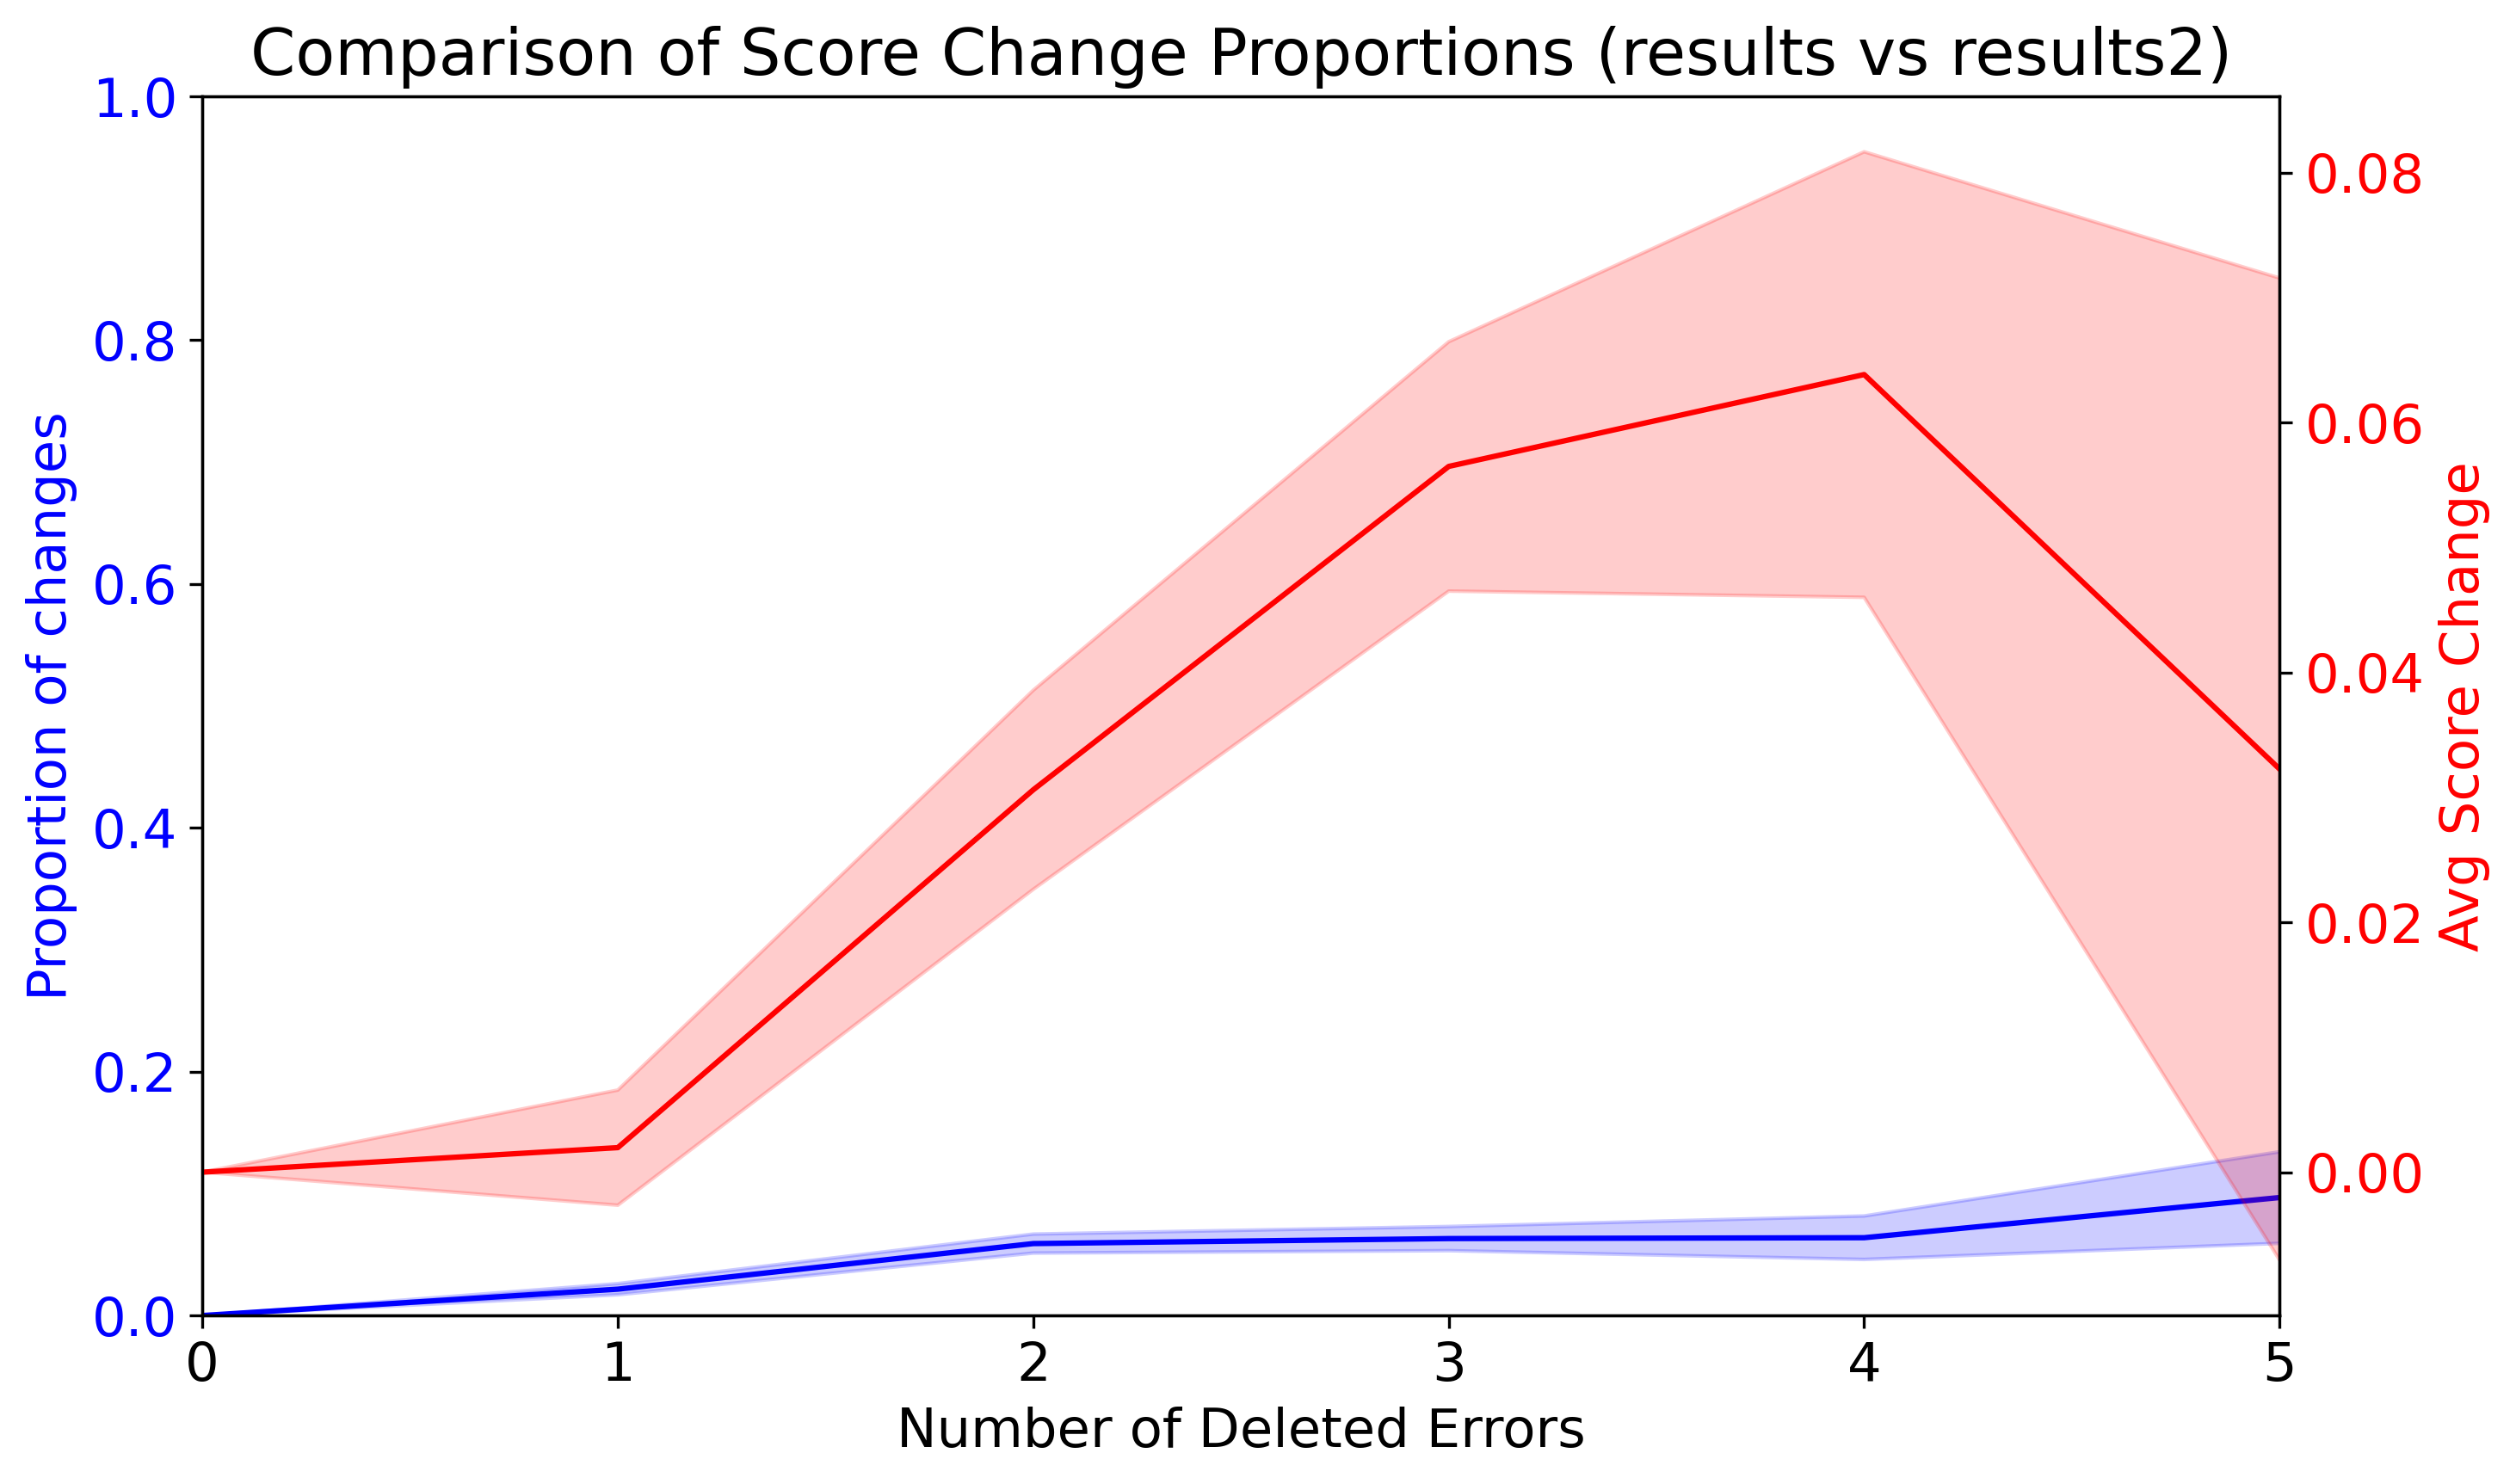 Comparison of Score Change Proportions (results vs results2)
1.0
0.8
0.6
0.4
0.2
0.0
Proportion of changes
0.08
0.06
0.04
0.02
0.00
Avg Score Change
0 1 2 3 4 5
Number of Deleted Errors